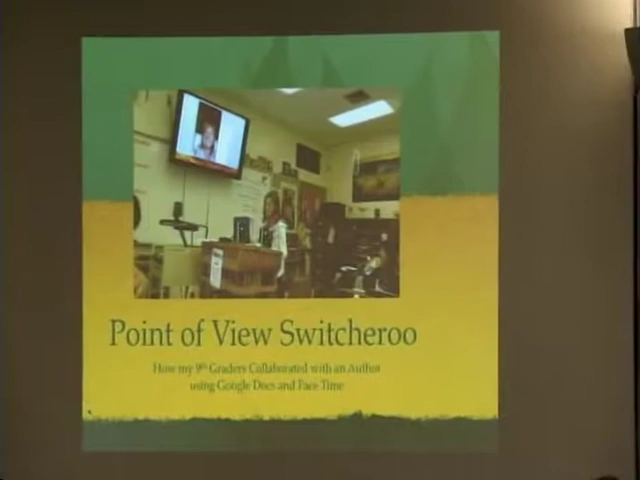 Point of View Switcheroo
How my 9th Graders Collaborated with an Author
using Google Docs and Face Time